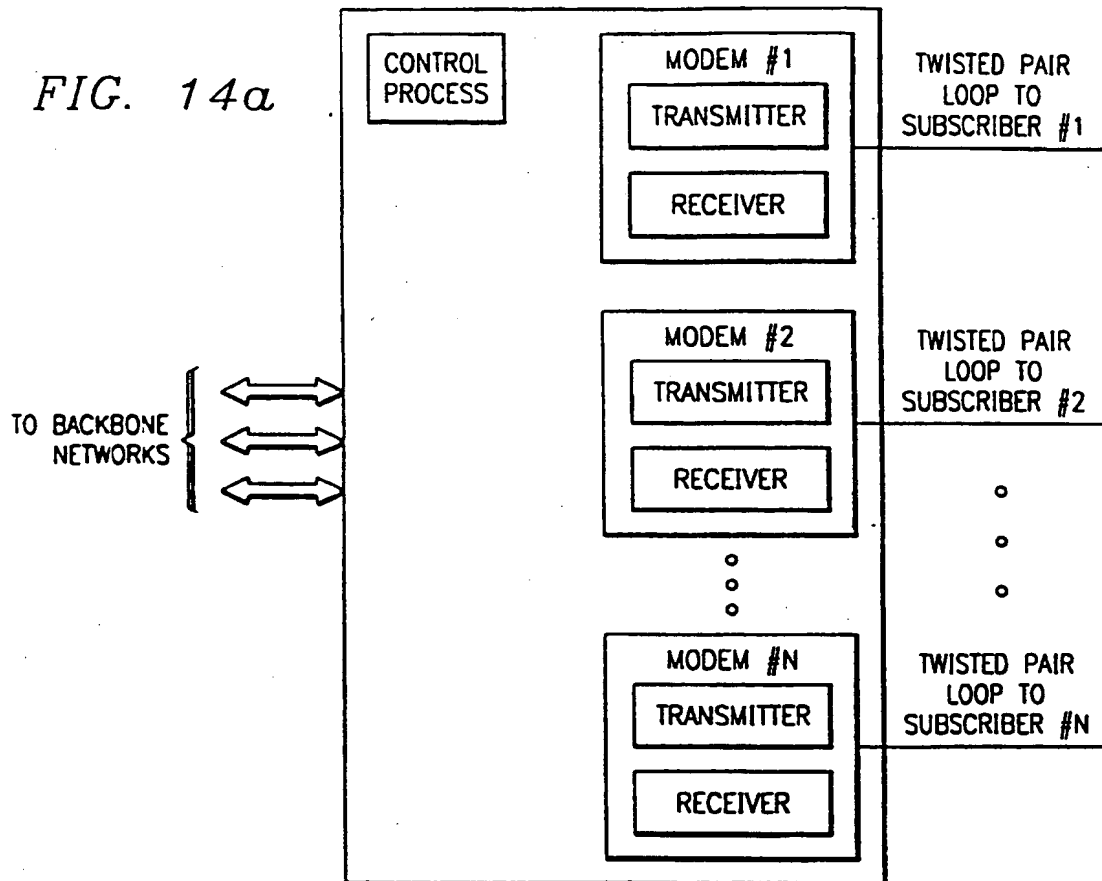 FIG. 14a
CONTROL
PROCESS
MODEM #1
TRANSMITTER
RECEIVER
TWISTED PAIR
LOOP TO
SUBSCRIBER #1
MODEM #2
TRANSMITTER
RECEIVER
TWISTED PAIR
LOOP TO
SUBSCRIBER #2
TO BACKBONE
NETWORKS
MODEM #N
TRANSMITTER
RECEIVER
TWISTED PAIR
LOOP TO
SUBSCRIBER #N